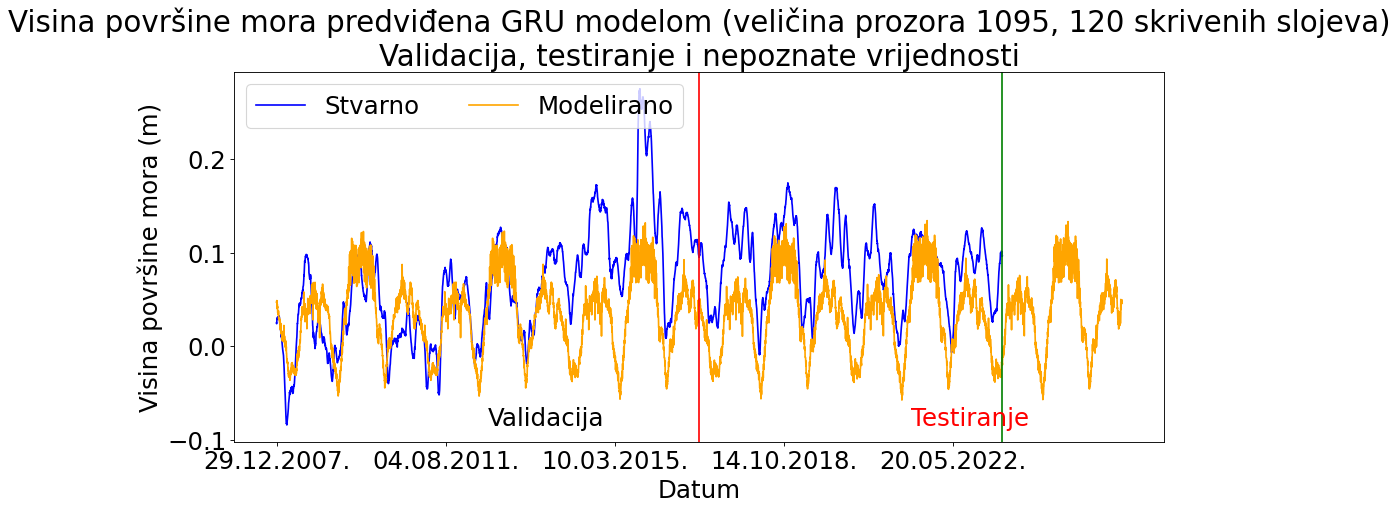 Visina površine mora predviđena GRU modelom (veličina prozora 1095, 120 skrivenih slojeva)
Validacija, testiranje i nepoznate vrijednosti
Stvarno
Modelirano
Visina površine mora (m)
0.2
0.1
0.0
−0.1
Validacija
Testiranje
29.12.2007.
04.08.2011.
10.03.2015.
14.10.2018.
20.05.2022.
Datum